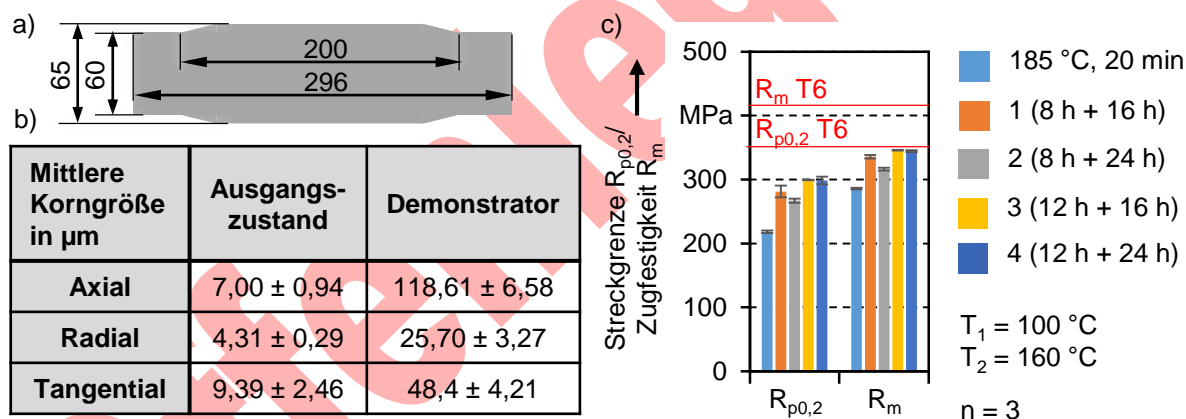 a)
65
60
200
296
b)
Mittlere
Korngröße
in µm
Ausgangs-
zustand
Demonstrator
Axial
7,00 ± 0,94
118,61 ± 6,58
Radial
4,31 ± 0,29
25,70 ± 3,27
Tangential
9,39 ± 2,46
48,4 ± 4,21
c)
Streckgrenze Rp0,2/
Zugfestigkeit Rm
500
MPa
300
200
100
0
Rm T6
Rp0,2 T6
Rp0,2
Rm
185 °C, 20 min
1 (8 h + 16 h)
2 (8 h + 24 h)
3 (12 h + 16 h)
4 (12 h + 24 h)
T1 = 100 °C
T2 = 160 °C
n = 3